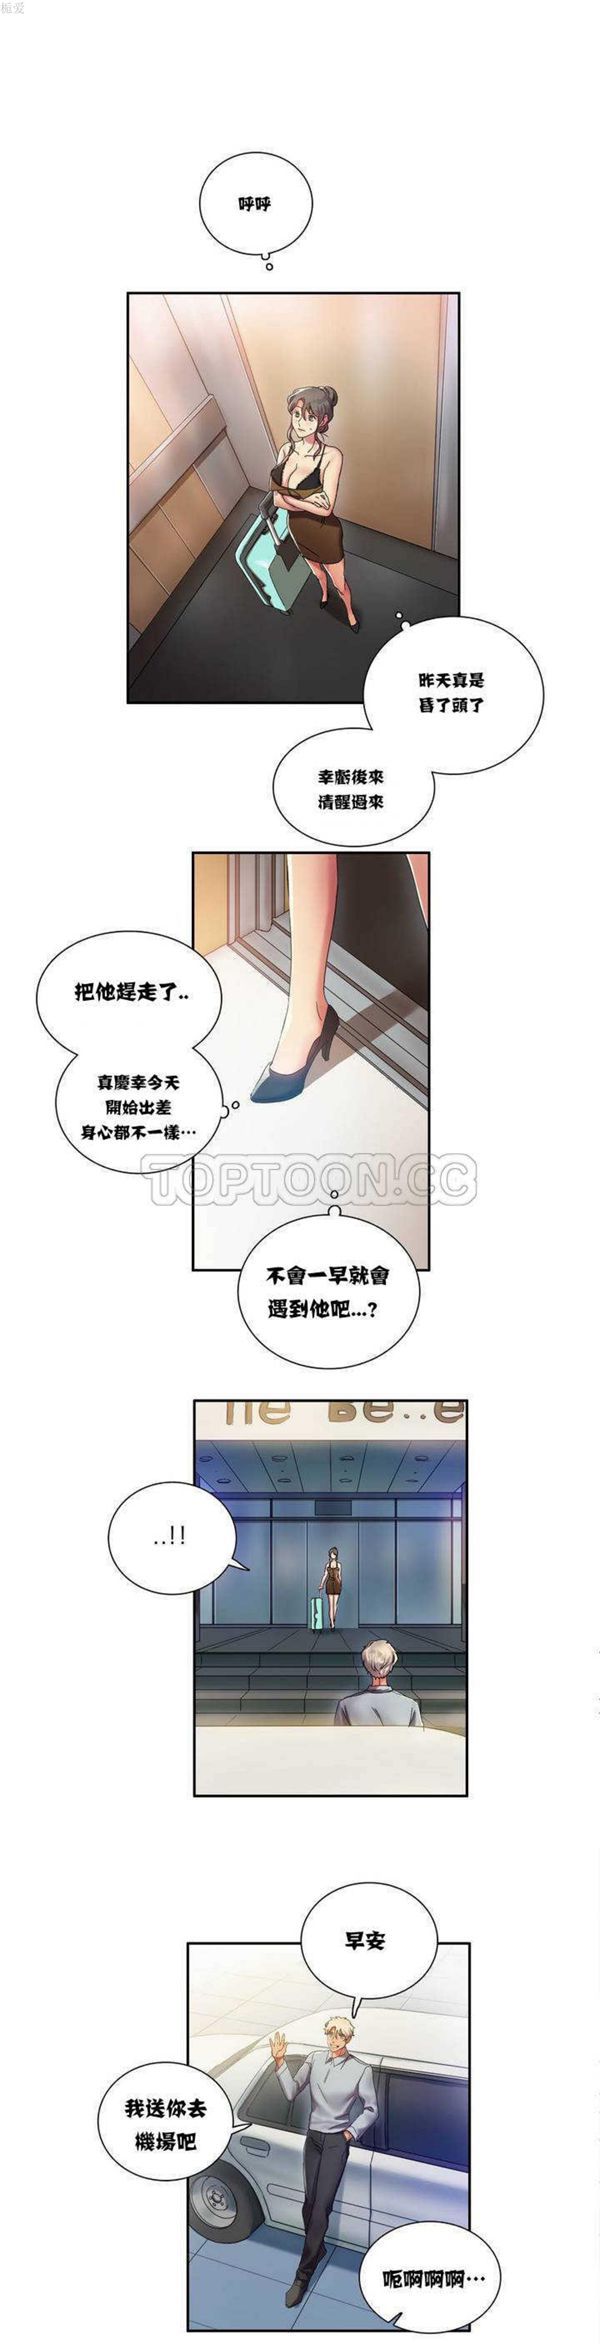 栀爱
呼呼
昨天真是
昏了頭了
幸虧後來
清醒過來
把他趕走了..
真慶幸今天
開始出差
身心都不一樣…
TOPTOON.CC
不會一早就會
遇到他吧...?
..!!
早安
我送你去
機場吧
呃啊啊啊…